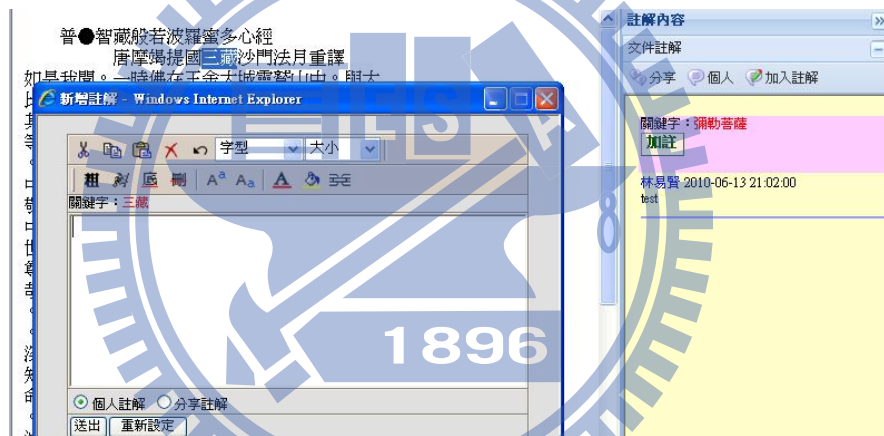 普●智藏般若波羅蜜多心經
唐摩竭提國三藏沙門法月重譯
如是我聞。一時佛在王舍大城靈鷲山中。與大
新增註解 - Windows Internet Explorer
字型 大小
粗 刪 Aª Aₐ A
關鍵字：三藏
個人註解 分享註解
送出 重新設定
註解內容
文件註解
分享 個人 加入註解
關鍵字：彌勒菩薩
加註
林易賢 2010-06-13 21:02:00
test
ES A
1896